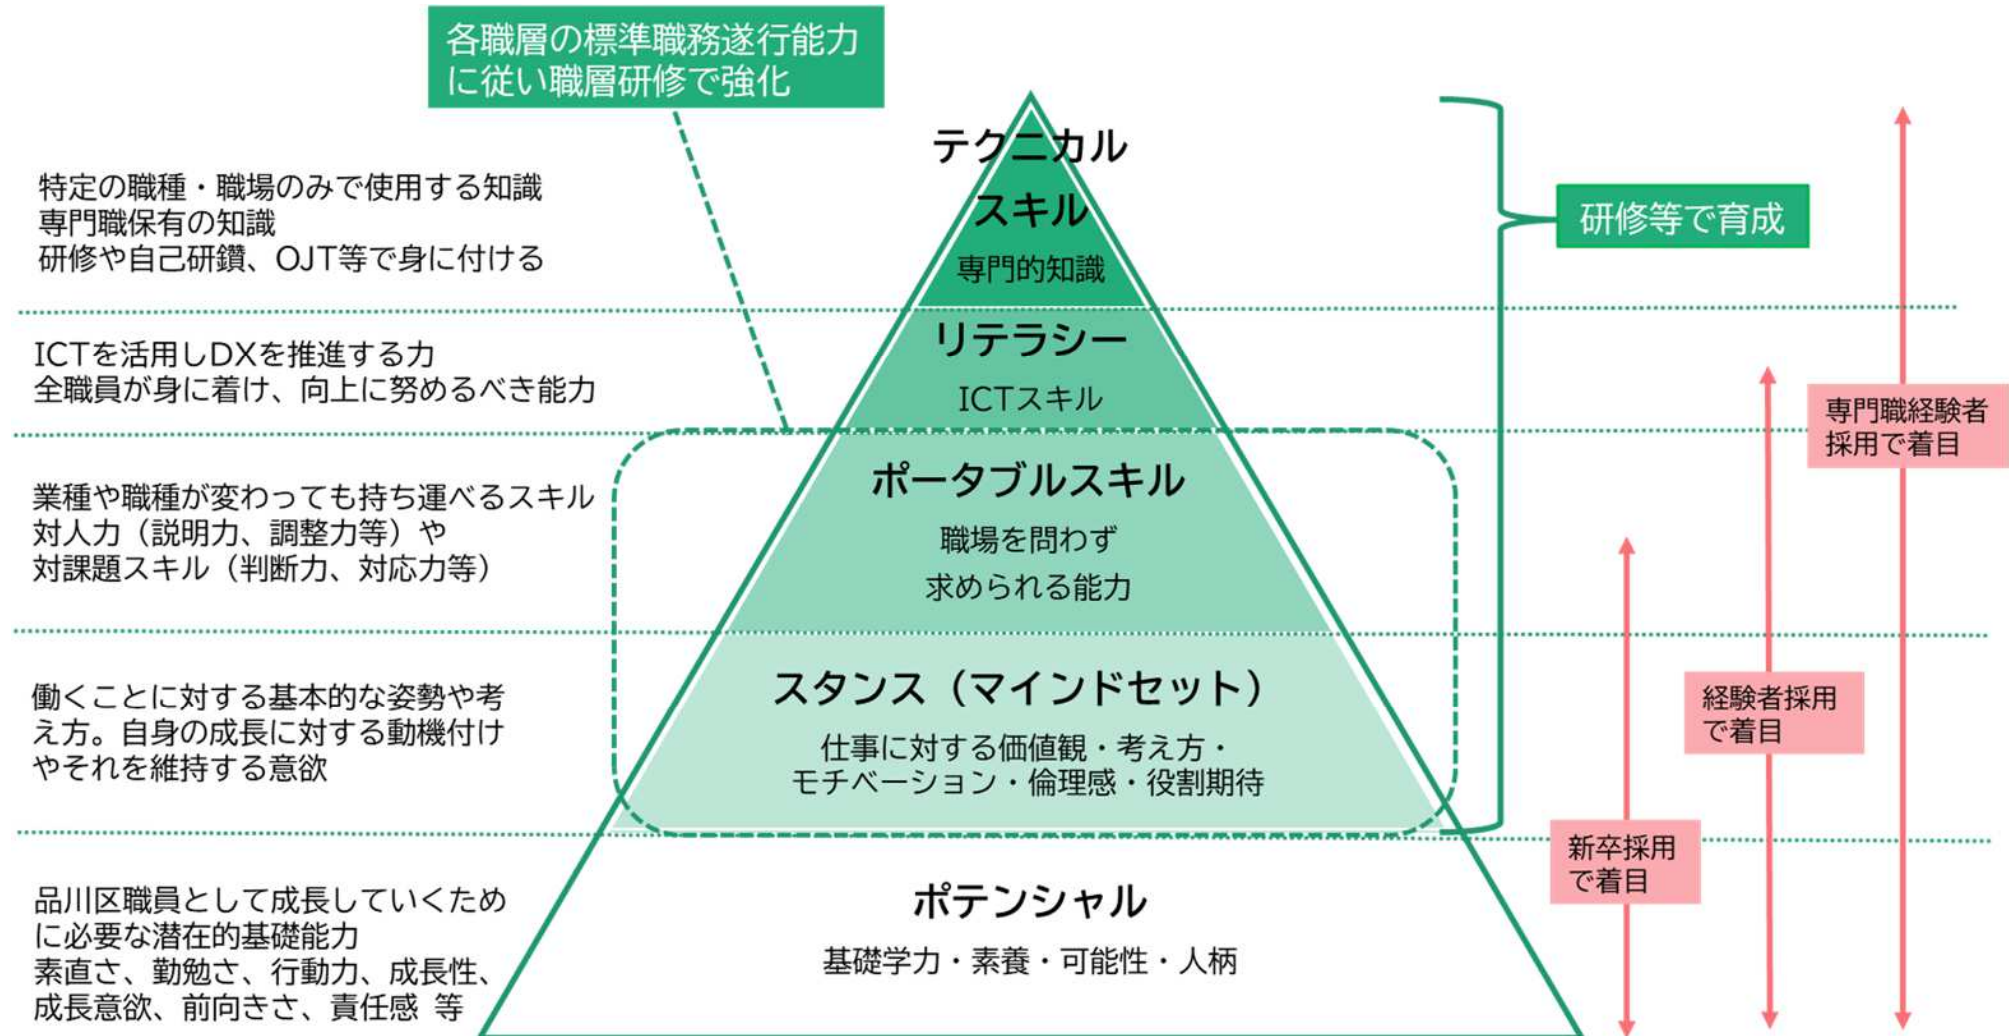 各職層の標準職務遂行能力
に従い職層研修で強化
特定の職種・職場のみで使用する知識
専門職保有の知識
研修や自己研鑽、OJT等で身に付ける
テクニカル
スキル
専門的知識
研修等で育成
ICTを活用しDXを推進する力
全職員が身に着け、向上に努めるべき能力
リテラシー
ICTスキル
専門職経験者
採用で着目
業種や職種が変わっても持ち運べるスキル
対人力（説明力、調整力等）や
対課題スキル（判断力、対応力等）
ポータブルスキル
職場を問わず
求められる能力
働くことに対する基本的な姿勢や考
え方。自身の成長に対する動機付け
やそれを維持する意欲
スタンス（マインドセット）
仕事に対する価値観・考え方・
モチベーション・倫理感・役割期待
経験者採用
で着目
新卒採用
で着目
品川区職員として成長していくため
に必要な潜在的基礎能力
素直さ、勤勉さ、行動力、成長性、
成長意欲、前向きさ、責任感 等
ポテンシャル
基礎学力・素養・可能性・人柄